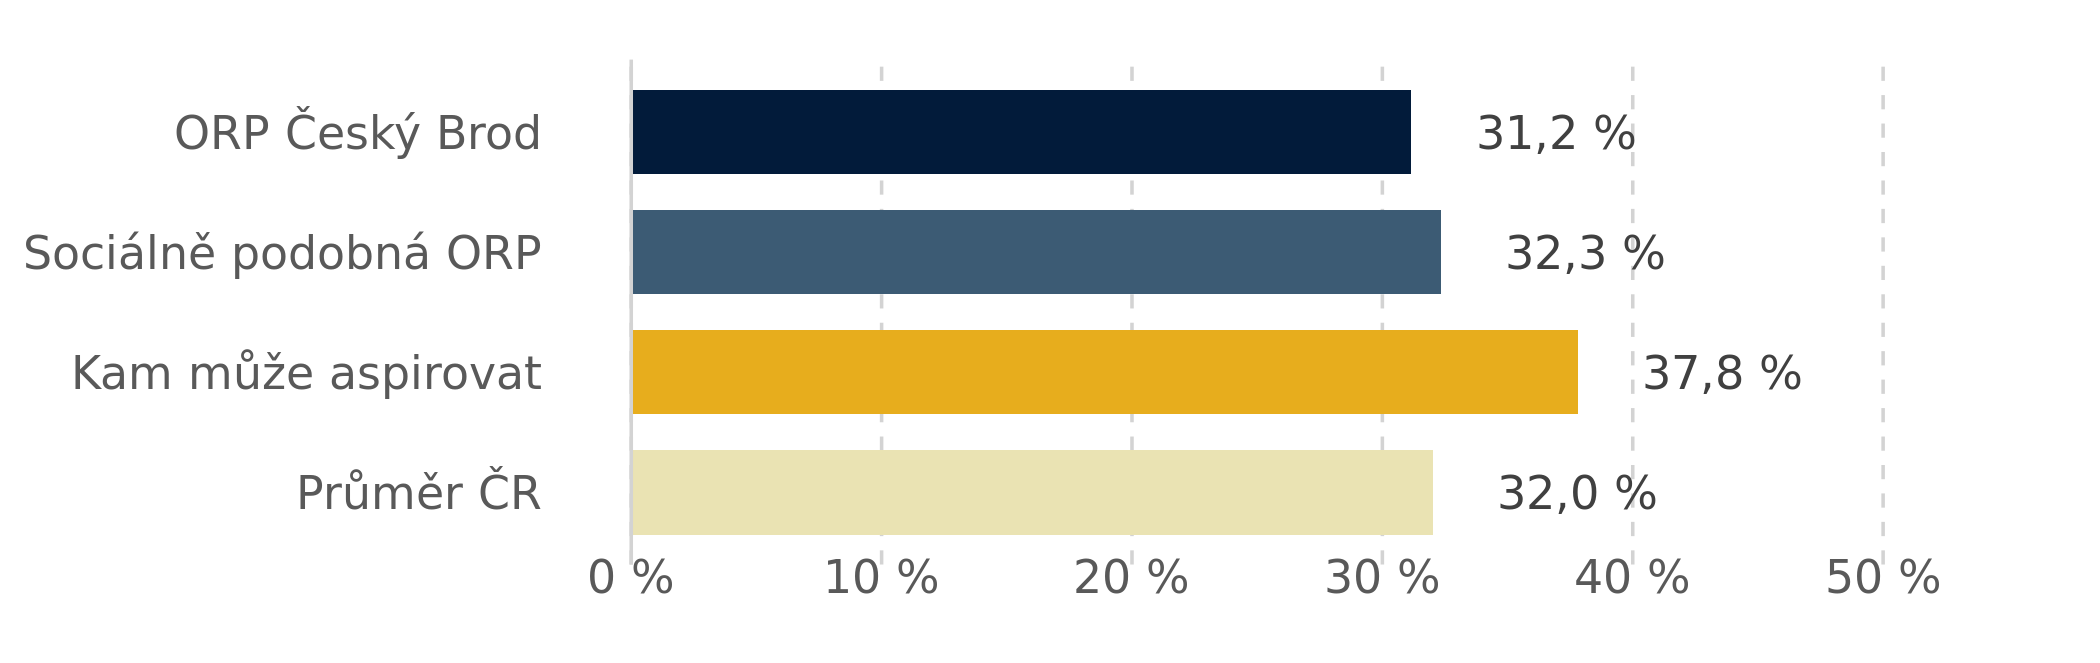 ORP Český Brod 31,2 %
Sociálně podobná ORP 32,3 %
Kam může aspirovat 37,8 %
Průměr ČR 32,0 %
0 % 10 % 20 % 30 % 40 % 50 %